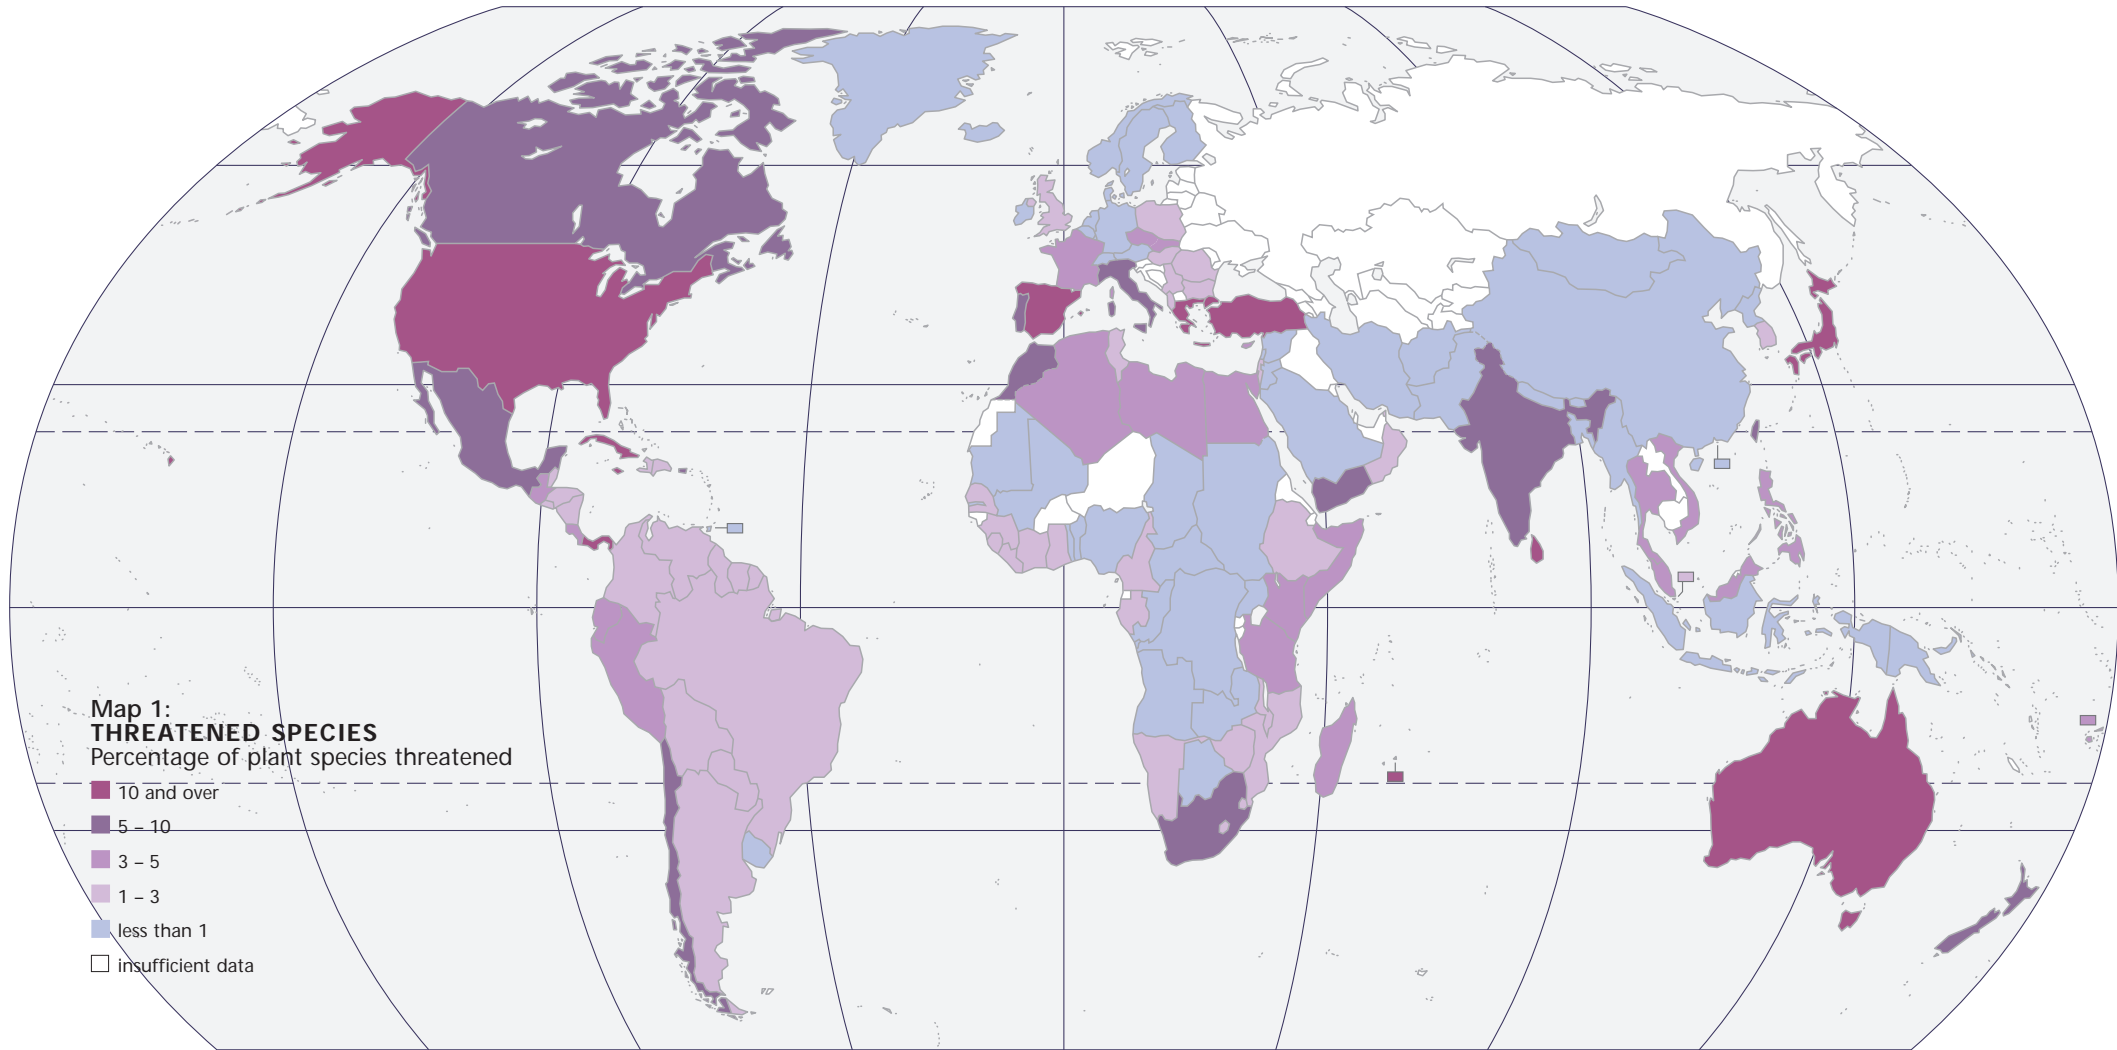 Map 1:
THREATENED SPECIES
Percentage of plant species threatened
10 and over
5 – 10
3 – 5
1 – 3
less than 1
insufficient data